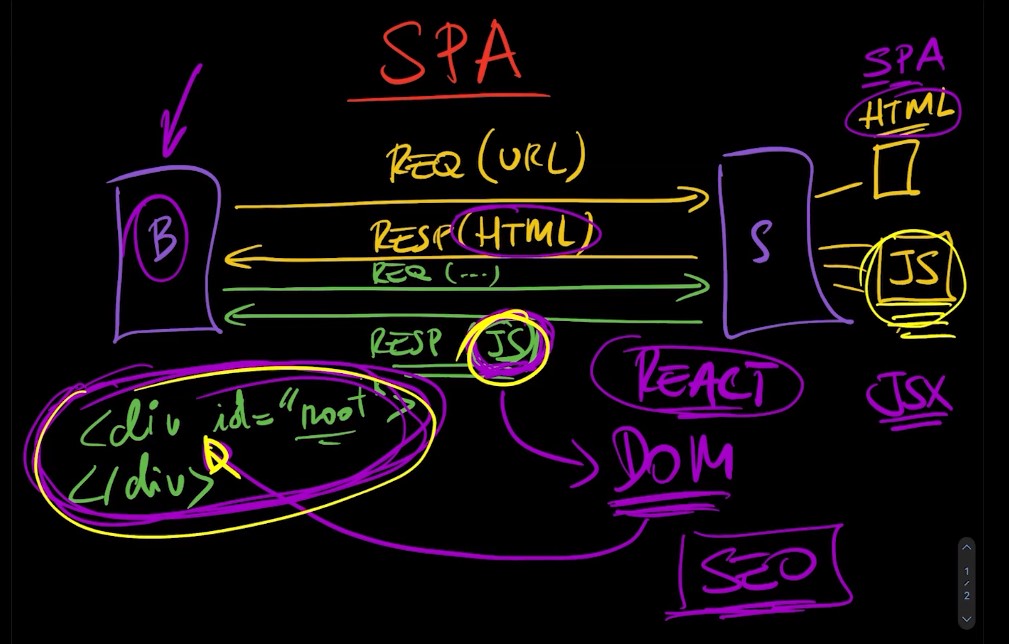 SPA
SPA
HTML
REQ (URL)
B
RESP (HTML)
S
REQ (...)
JS
RESP JS
REACT
JSX
<div id="root">
</div>
DOM
SEO
1
/
2